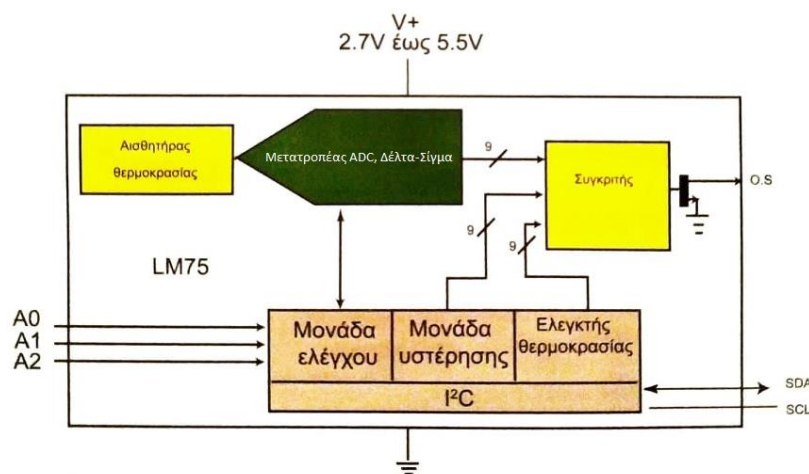 V+
2.7V έως 5.5V
Αισθητήρας
θερμοκρασίας
Μετατροπέας ADC, Δέλτα-Σίγμα
9
Συγκριτής
O.S
9
9
LM75
A0
A1
A2
Μονάδα
ελέγχου
Μονάδα
υστέρησης
Ελεγκτής
θερμοκρασίας
I²C
SDA
SCL